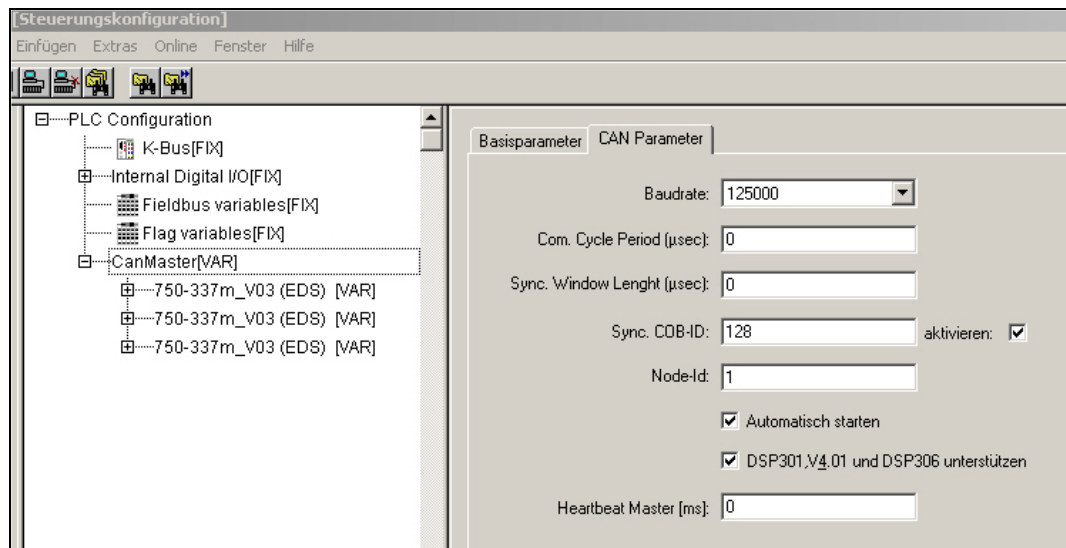 [Steuerungskonfiguration]
Einfügen Extras Online Fenster Hilfe
PLC Configuration
K-Bus[FIX]
Internal Digital I/O[FIX]
Fieldbus variables[FIX]
Flag variables[FIX]
CanMaster[VAR]
750-337m_V03 (EDS) [VAR]
750-337m_V03 (EDS) [VAR]
750-337m_V03 (EDS) [VAR]
Basisparameter CAN Parameter
Baudrate: 125000
Com. Cycle Period (µsec): 0
Sync. Window Lenght (µsec): 0
Sync. COB-ID: 128 aktivieren:
Node-Id: 1
Automatisch starten
DSP301,V4.01 und DSP306 unterstützen
Heartbeat Master [ms]: 0